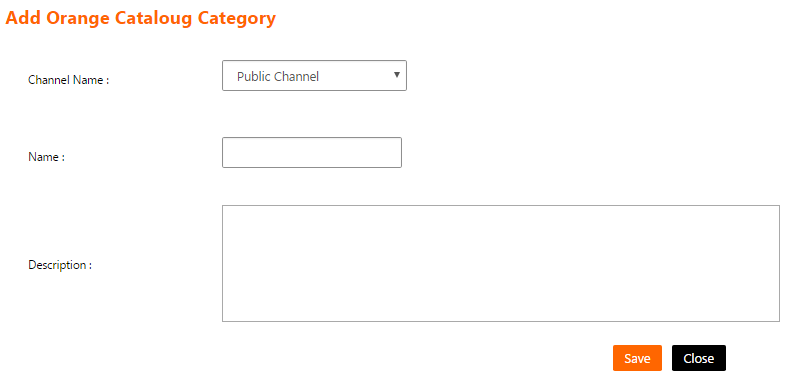 Add Orange Cataloug Category
Channel Name :
Public Channel
Name :
Description :
Save
Close